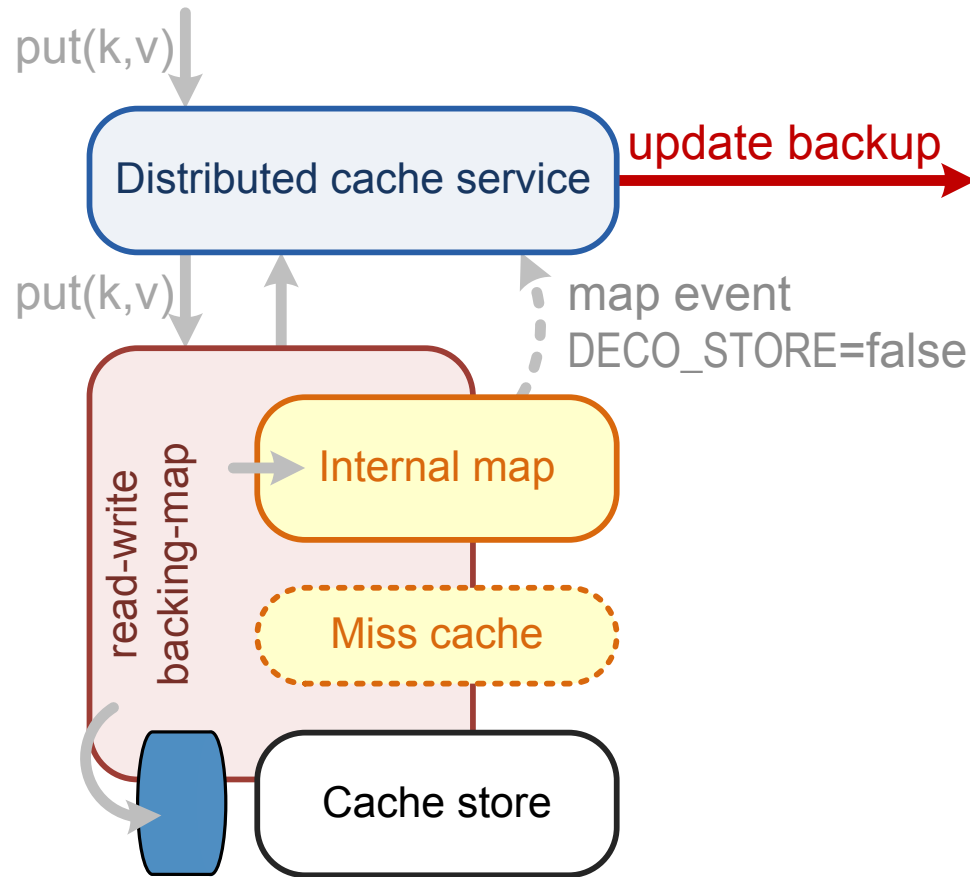 put(k,v)
Distributed cache service
update backup
put(k,v)
map event
DECO_STORE=false
read-write
backing-map
Internal map
Miss cache
Cache store